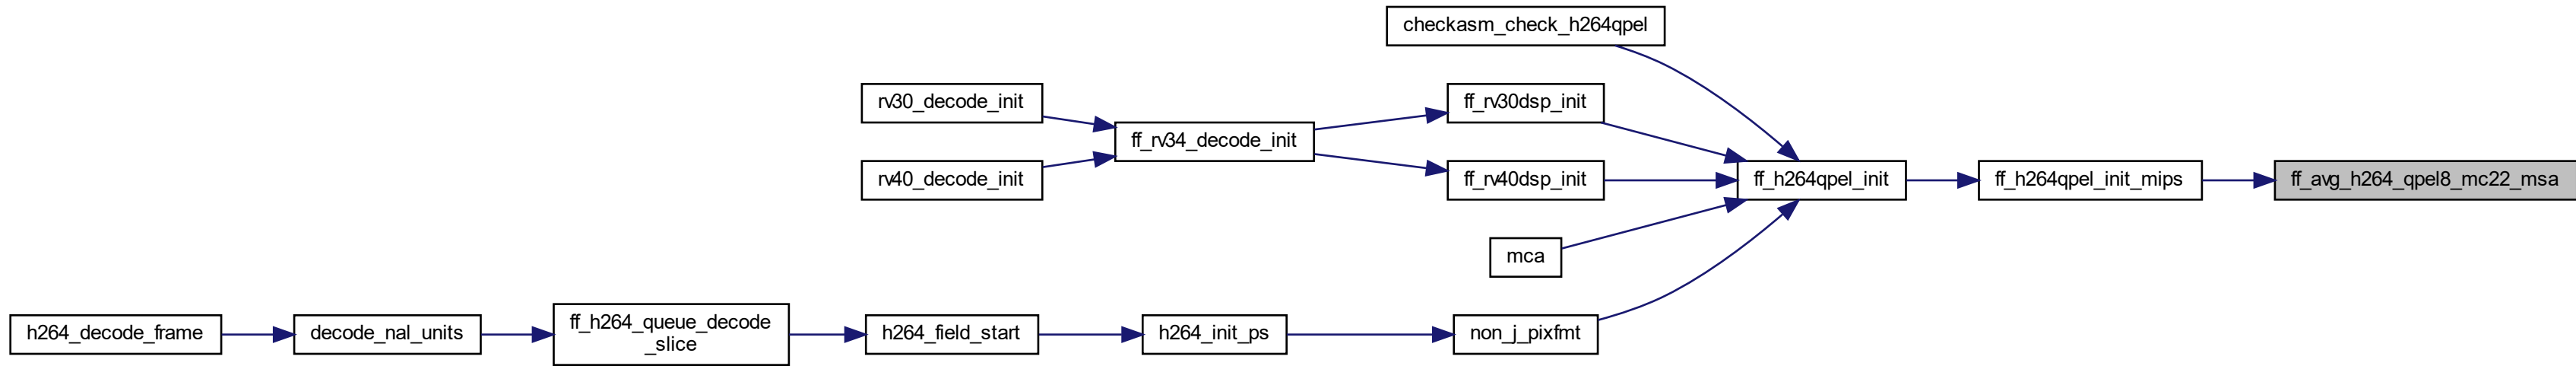 checkasm_check_h264qpel
rv30_decode_init
ff_rv30dsp_init
ff_rv34_decode_init
rv40_decode_init
ff_rv40dsp_init
ff_h264qpel_init
ff_h264qpel_init_mips
ff_avg_h264_qpel8_mc22_msa
mca
h264_decode_frame
decode_nal_units
ff_h264_queue_decode
_slice
h264_field_start
h264_init_ps
non_j_pixfmt